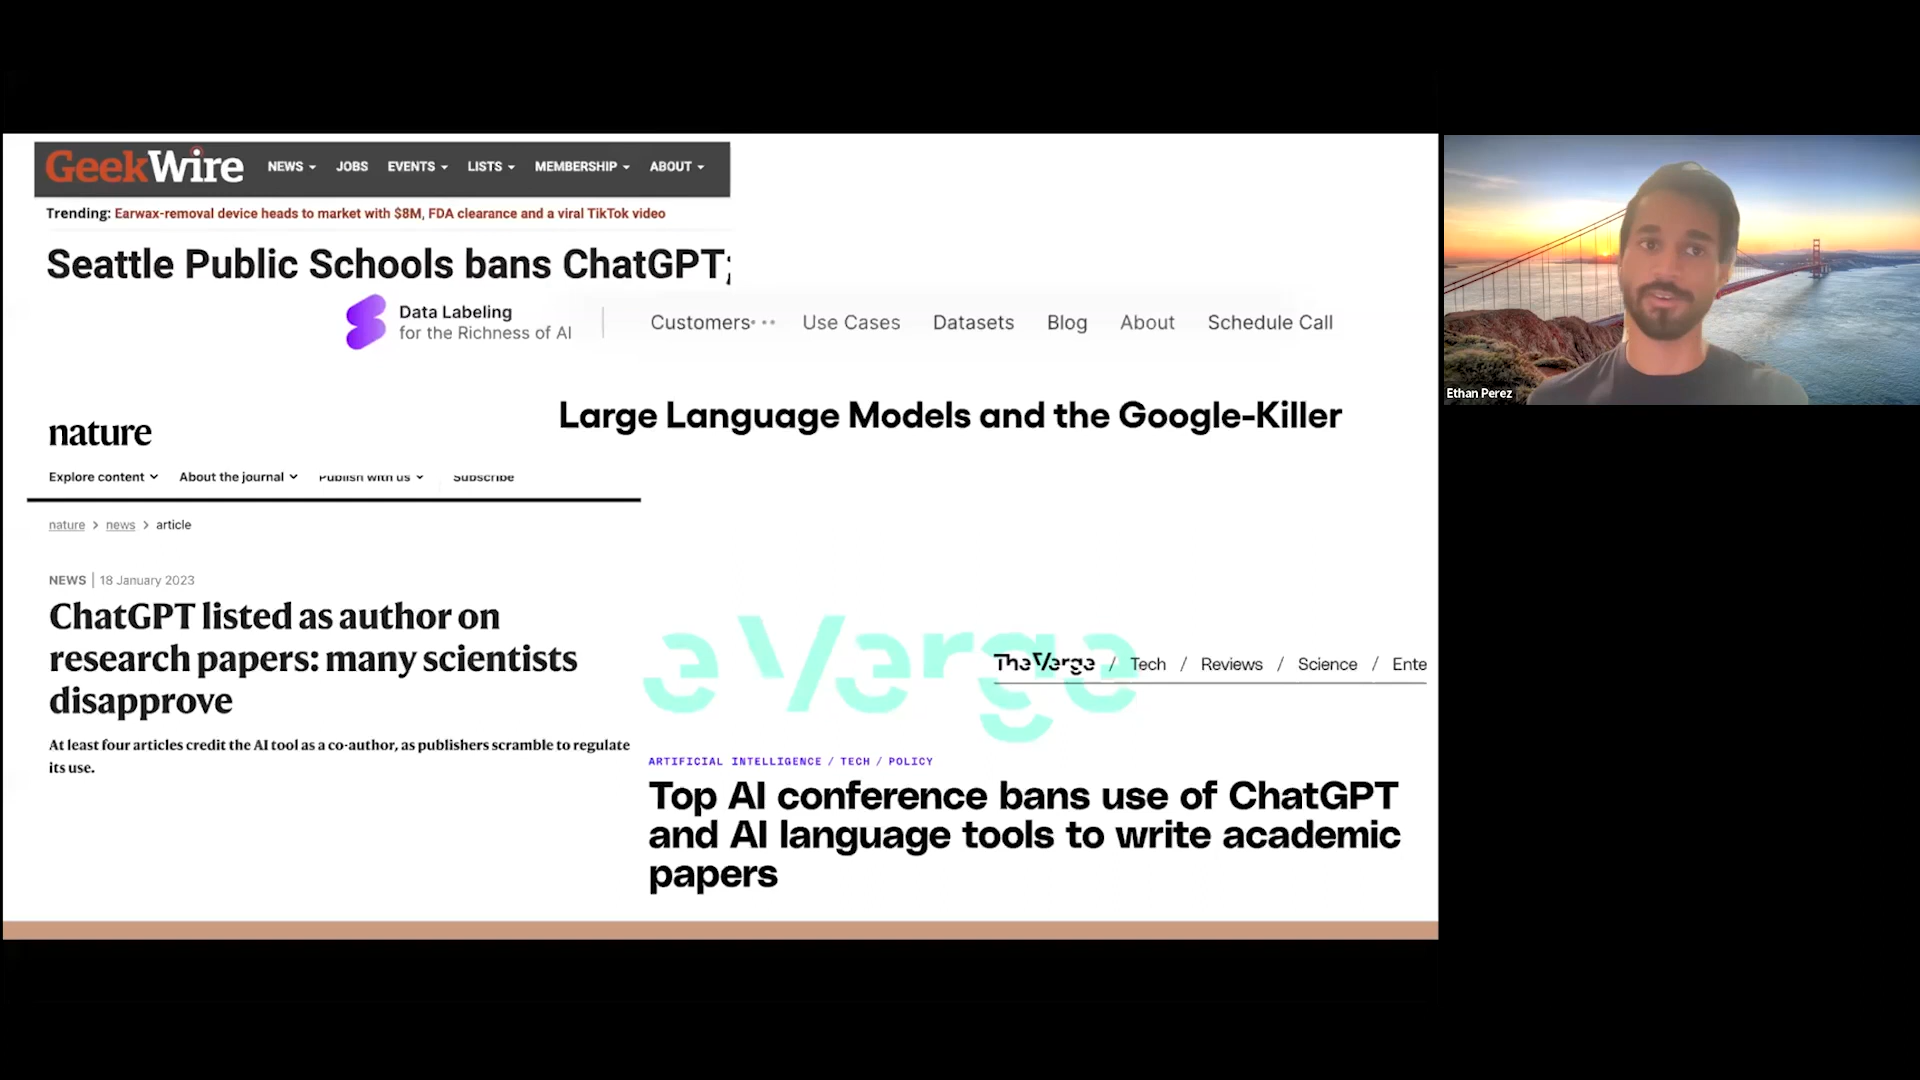 GeekWire NEWS JOBS EVENTS LISTS MEMBERSHIP ABOUT
Trending: Earwax-removal device heads to market with $8M, FDA clearance and a viral TikTok video
Seattle Public Schools bans ChatGPT;
Data Labeling
for the Richness of AI
Customers Use Cases Datasets Blog About Schedule Call
Large Language Models and the Google-Killer
nature
Explore content About the journal Publish with us Subscribe
nature > news > article
NEWS | 18 January 2023
ChatGPT listed as author on
research papers: many scientists
disapprove
At least four articles credit the AI tool as a co-author, as publishers scramble to regulate
its use.
e Verge
The Verge / Tech / Reviews / Science / Ente
ARTIFICIAL INTELLIGENCE / TECH / POLICY
Top AI conference bans use of ChatGPT
and AI language tools to write academic
papers
Ethan Perez